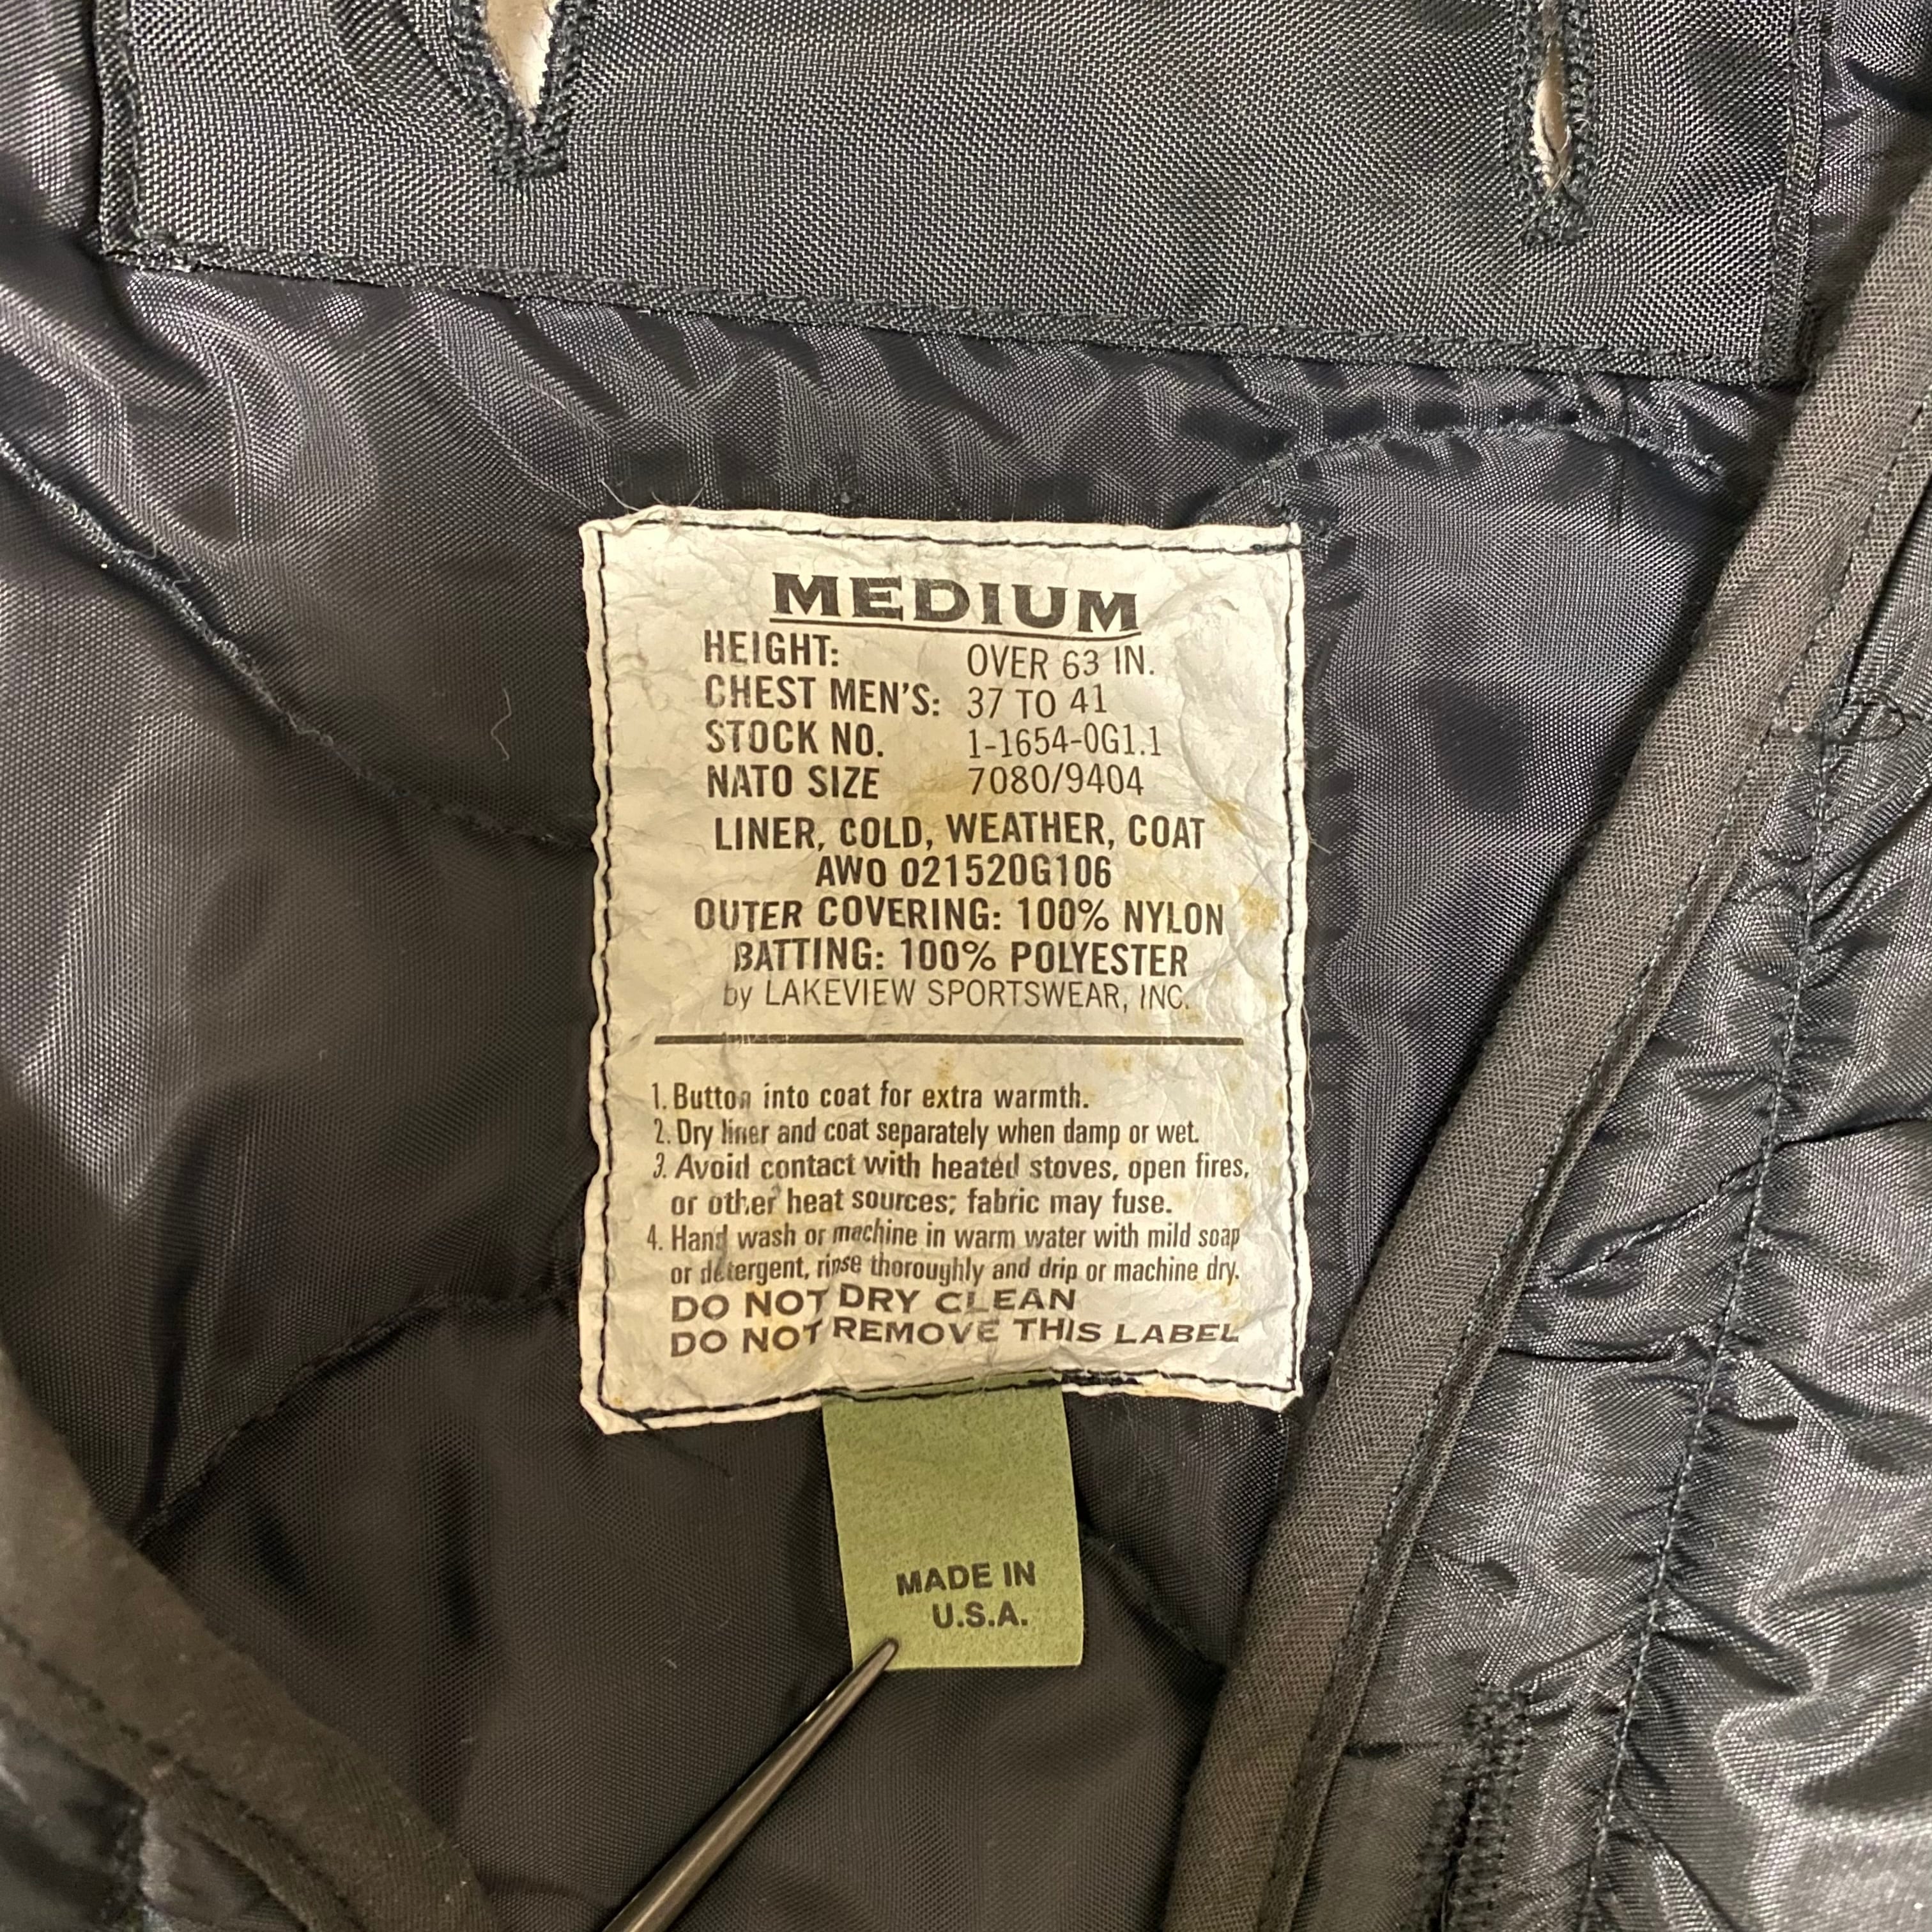 MEDIUM
HEIGHT: OVER 63 IN.
CHEST MEN'S: 37 TO 41
STOCK NO. 1-1654-0G1.1
NATO SIZE 7080/9404
LINER, COLD, WEATHER, COAT
AWO 021520G106
OUTER COVERING: 100% NYLON
BATTING: 100% POLYESTER
by LAKEVIEW SPORTSWEAR, INC.
1. Button into coat for extra warmth.
2. Dry liner and coat separately when damp or wet.
3. Avoid contact with heated stoves, open fires,
or other heat sources; fabric may fuse.
4. Hand wash or machine in warm water with mild soap
or detergent, rinse thoroughly and drip or machine dry.
DO NOT DRY CLEAN
DO NOT REMOVE THIS LABEL
MADE IN
U.S.A.